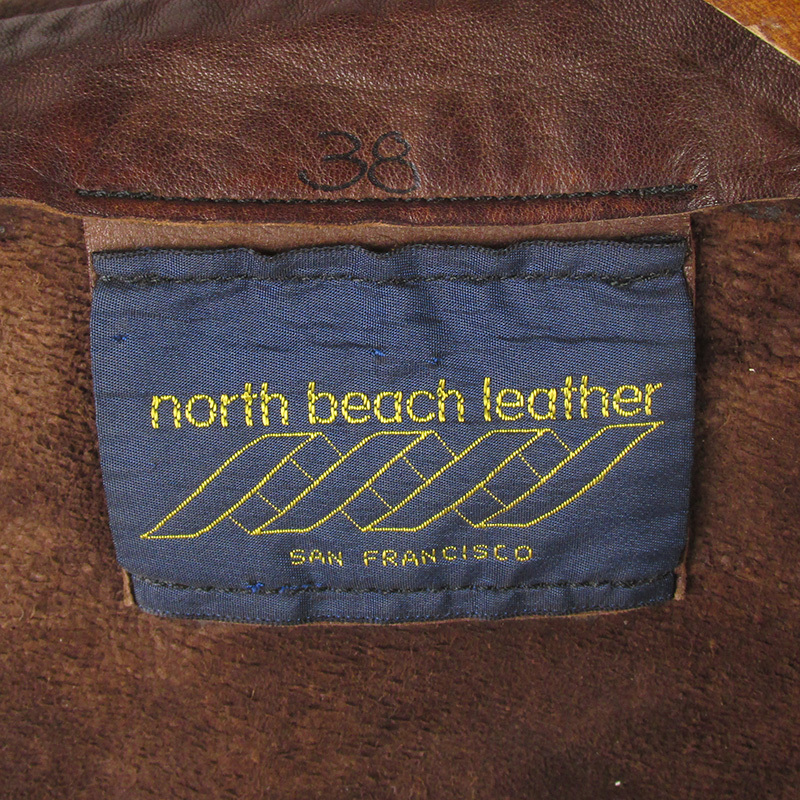 38
north beach leather
SAN FRANCISCO